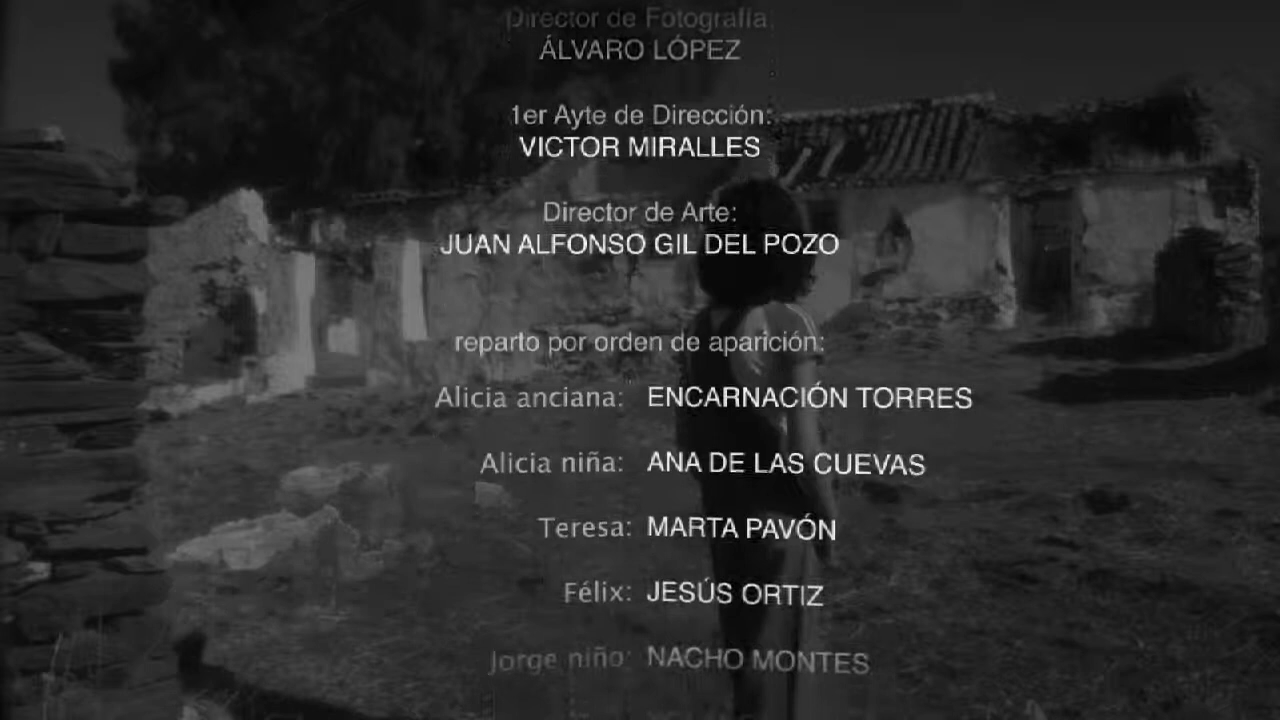 Director de Fotografía:
ÁLVARO LÓPEZ
1er Ayte de Dirección:
VICTOR MIRALLES
Director de Arte:
JUAN ALFONSO GIL DEL POZO
reparto por orden de aparición:
Alicia anciana: ENCARNACIÓN TORRES
Alicia niña: ANA DE LAS CUEVAS
Teresa: MARTA PAVÓN
Félix: JESÚS ORTIZ
Jorge niño: NACHO MONTES